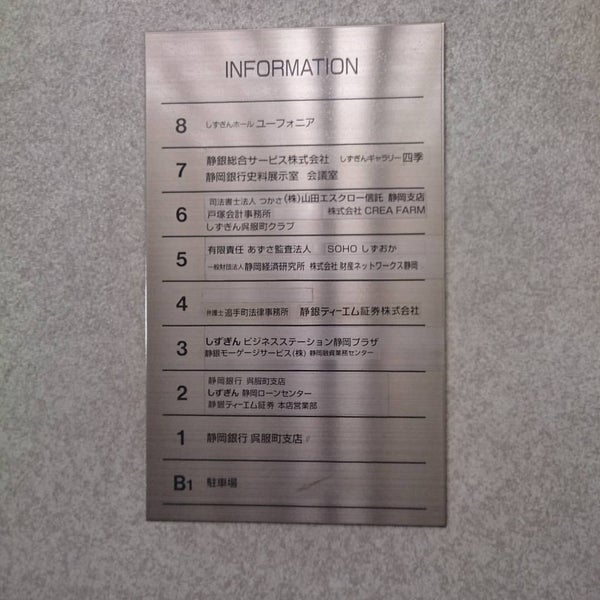 INFORMATION
8 しずぎんホール ユーフォニア
7 静銀総合サービス株式会社 しずぎんギャラリー 四季
静岡銀行史料展示室 会議室
6 司法書士法人 つかさ (株)山田エスクロー信託 静岡支店
戸塚会計事務所 株式会社 CREA FARM
しずぎん呉服町クラブ
5 有限責任 あずさ監査法人 SOHO しずおか
一般財団法人 静岡経済研究所 株式会社 財産ネットワークス静岡
4 弁護士 追手町法律事務所 静銀ティーエム証券株式会社
3 しずぎん ビジネスステーション静岡プラザ
静銀モーゲージサービス(株) 静岡融資業務センター
2 静岡銀行 呉服町支店
しずぎん 静岡ローンセンター
静銀ティーエム証券 本店営業部
1 静岡銀行 呉服町支店
B1 駐車場